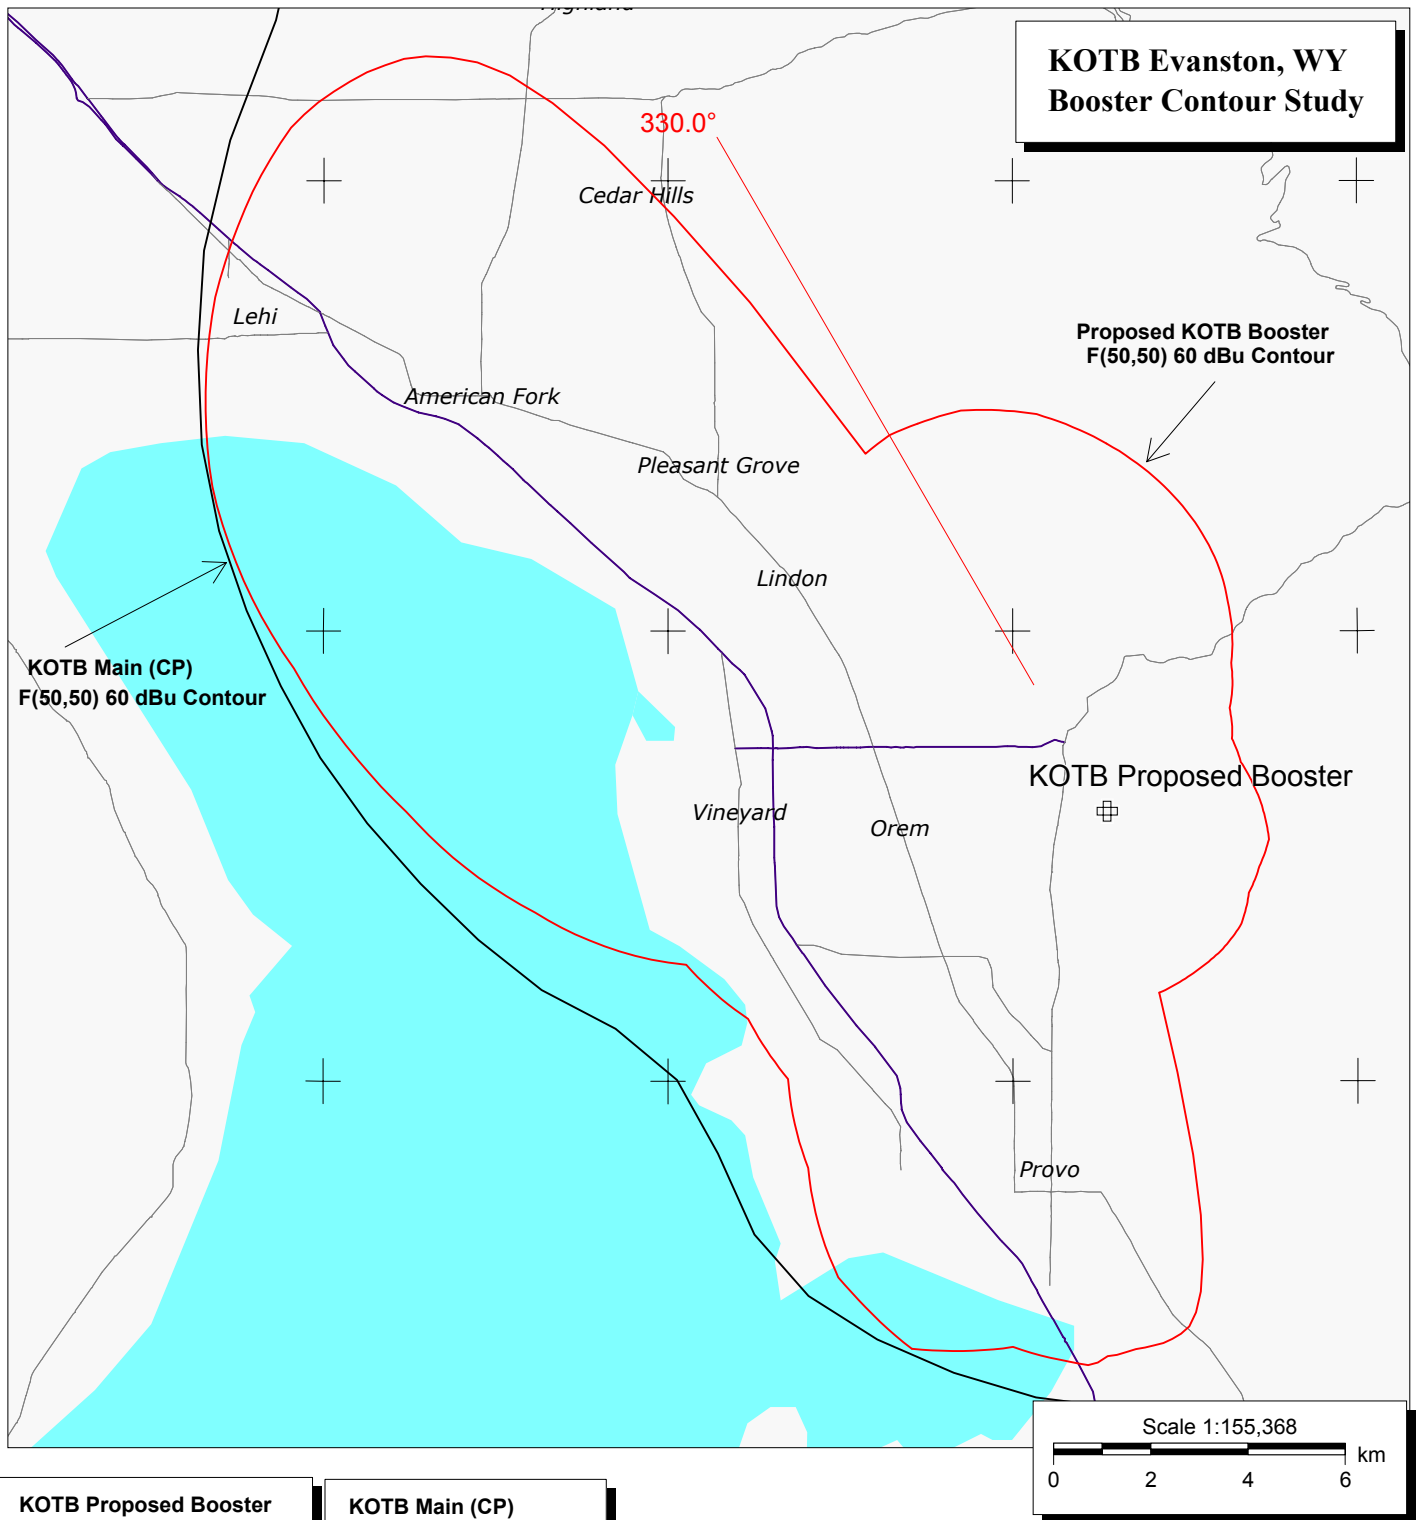 Highland
KOTB Evanston, WY
Booster Contour Study
330.0°
Cedar Hills
Lehi
Proposed KOTB Booster
F(50,50) 60 dBu Contour
American Fork
Pleasant Grove
Lindon
KOTB Main (CP)
F(50,50) 60 dBu Contour
KOTB Proposed Booster
Vineyard
Orem
Provo
Scale 1:155,368
km
0 2 4 6
KOTB Proposed Booster
KOTB Main (CP)